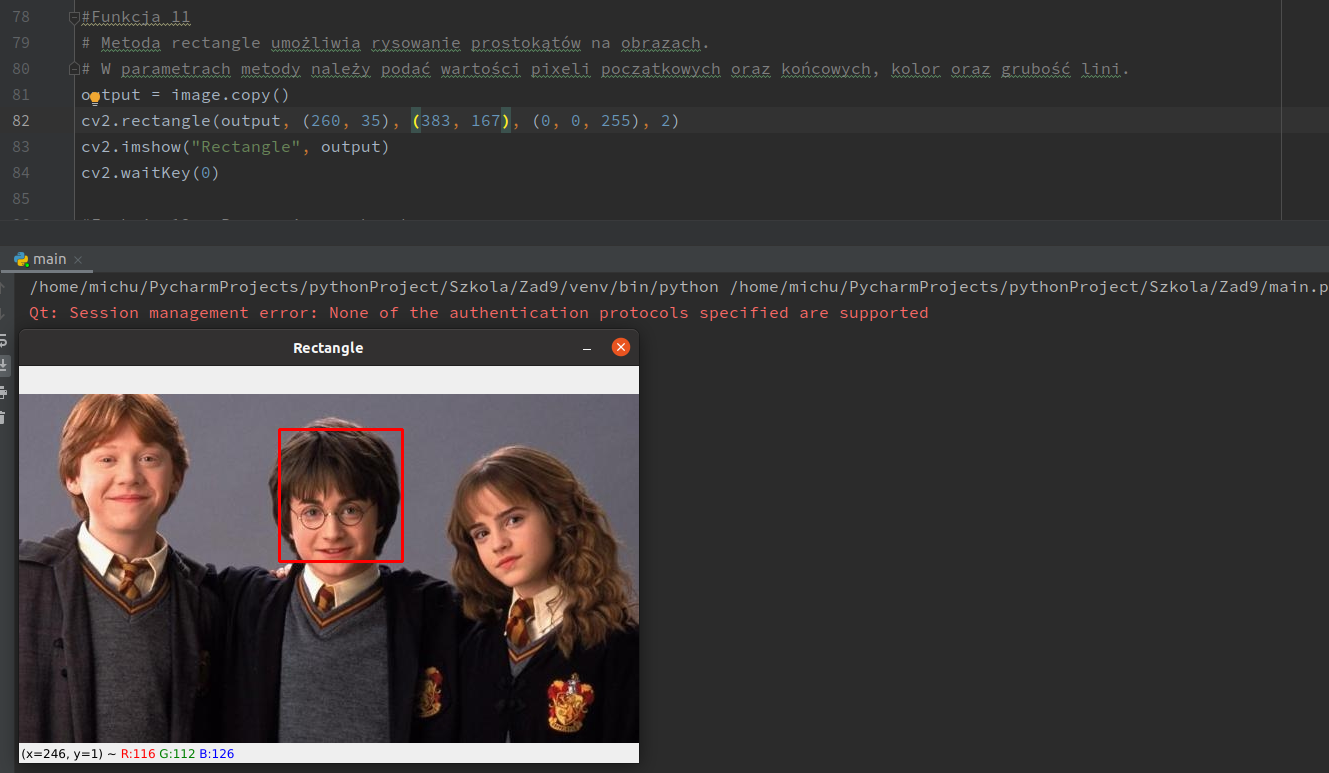 78 #Funkcja 11
79 # Metoda rectangle umożliwia rysowanie prostokątów na obrazach.
80 # W parametrach metody należy podać wartości pixeli początkowych oraz końcowych, kolor oraz grubość lini.
81 output = image.copy()
82 cv2.rectangle(output, (260, 35), (383, 167), (0, 0, 255), 2)
83 cv2.imshow("Rectangle", output)
84 cv2.waitKey(0)
85
main
/home/michu/PycharmProjects/pythonProject/Szkola/Zad9/venv/bin/python /home/michu/PycharmProjects/pythonProject/Szkola/Zad9/main.p
Qt: Session management error: None of the authentication protocols specified are supported
Rectangle
(x=246, y=1) ~ R:116 G:112 B:126